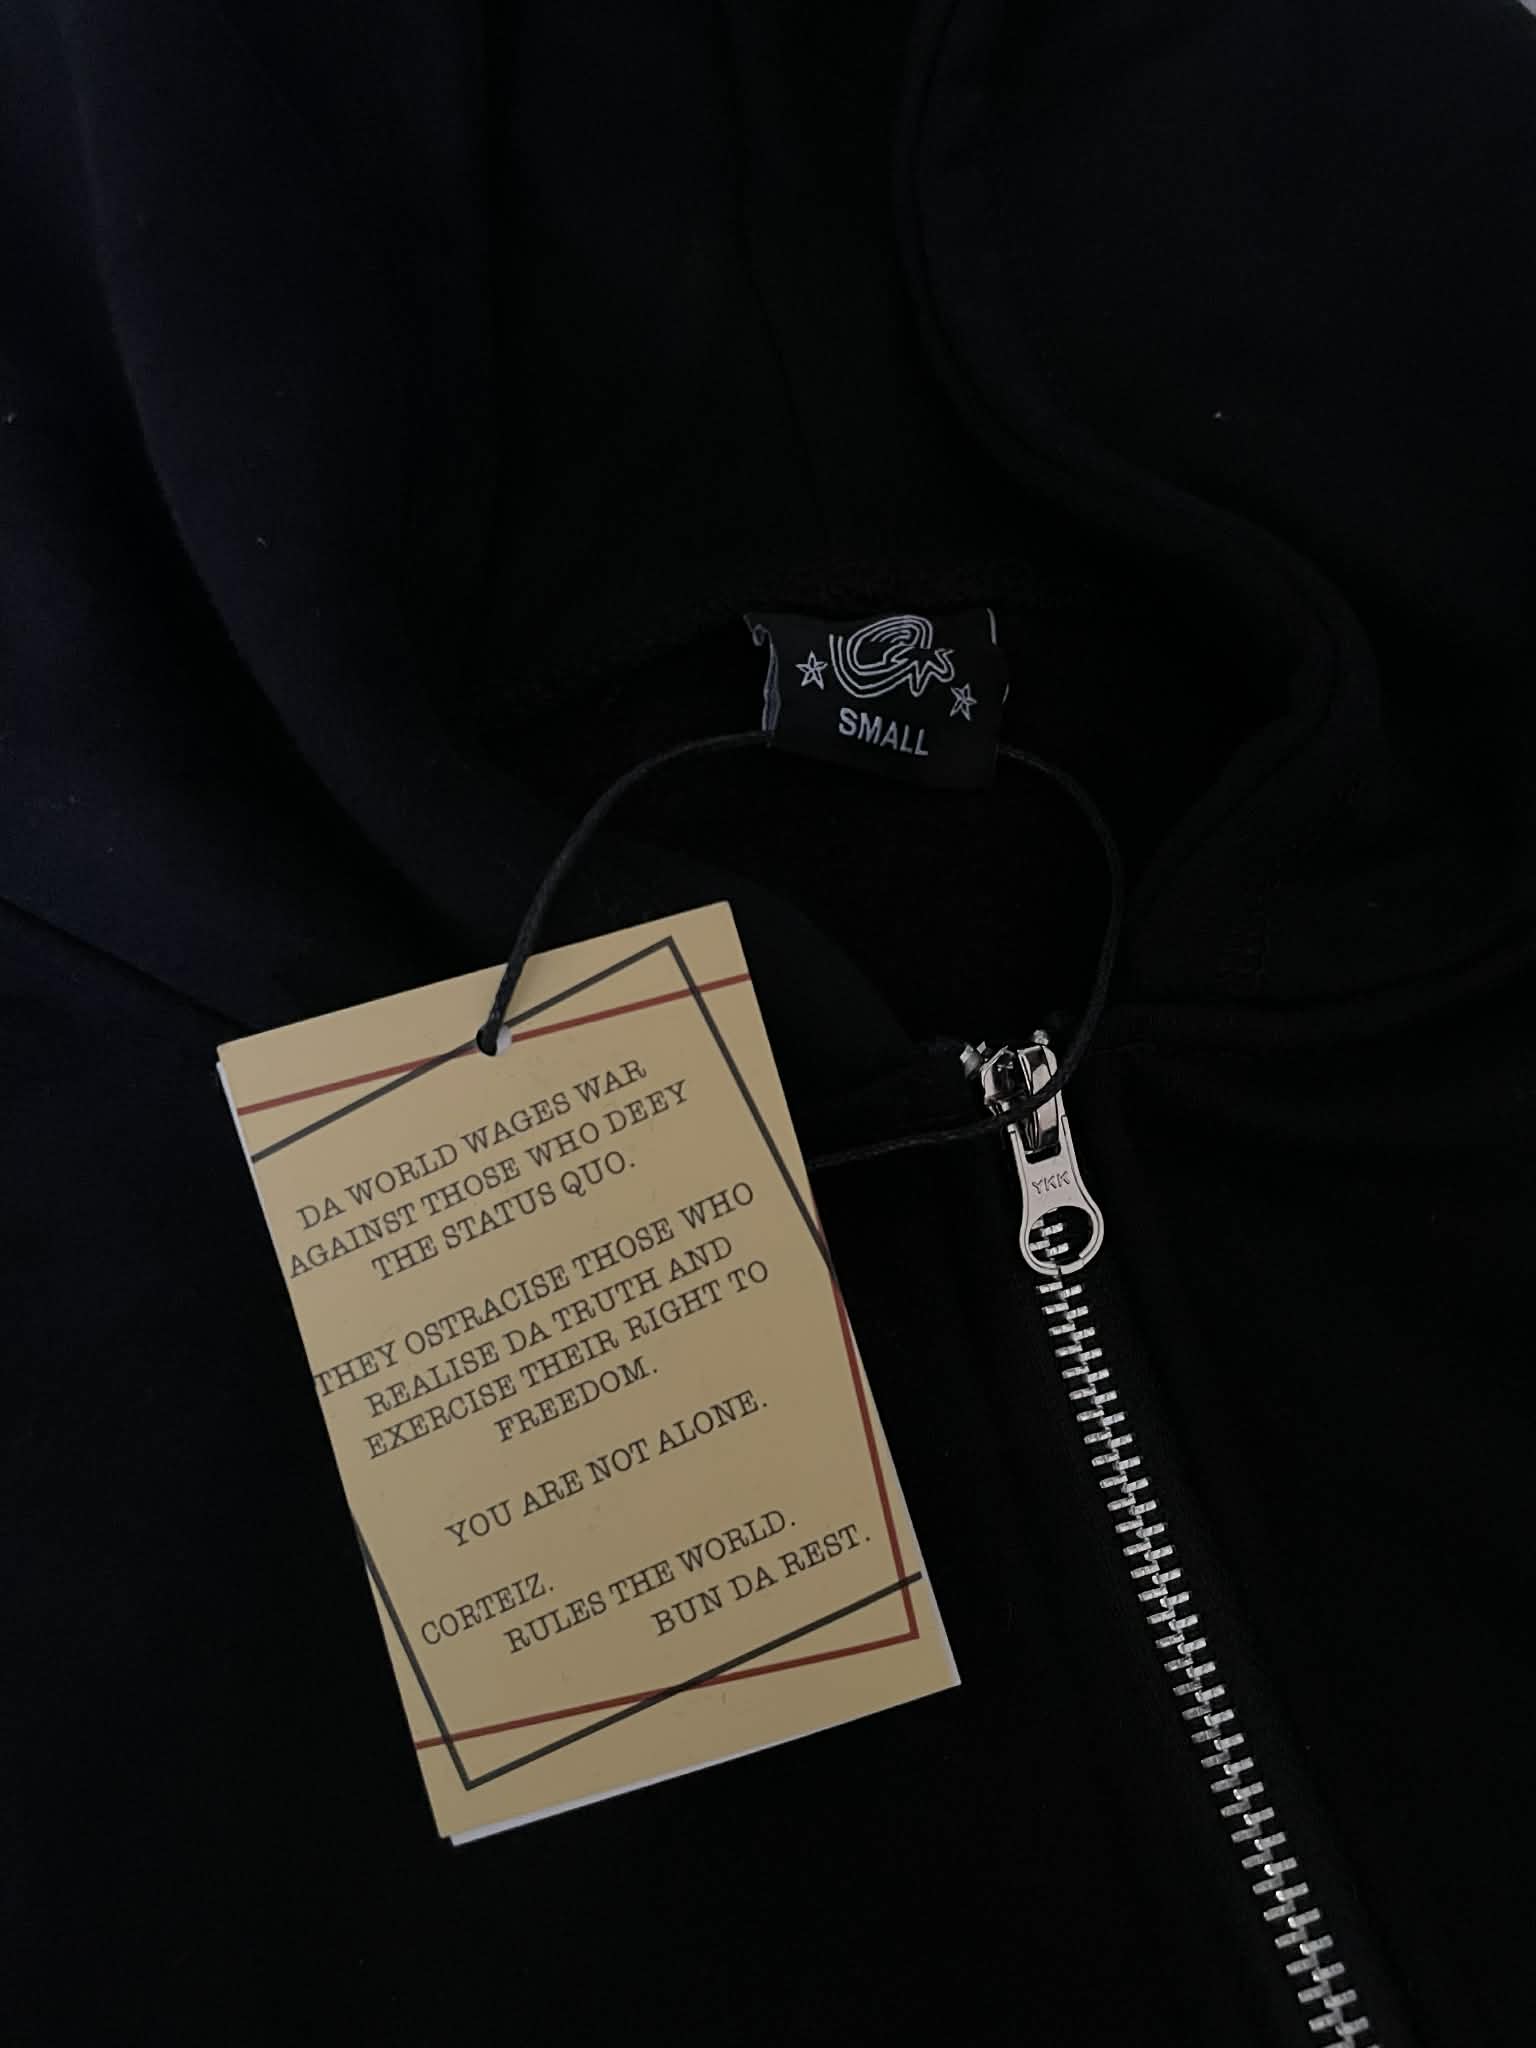 SMALL
YKK
DA WORLD WAGES WAR
AGAINST THOSE WHO DEEY
THE STATUS QUO.
THEY OSTRACISE THOSE WHO
REALISE DA TRUTH AND
EXERCISE THEIR RIGHT TO
FREEDOM.
YOU ARE NOT ALONE.
CORTEIZ.
RULES THE WORLD.
BUN DA REST.